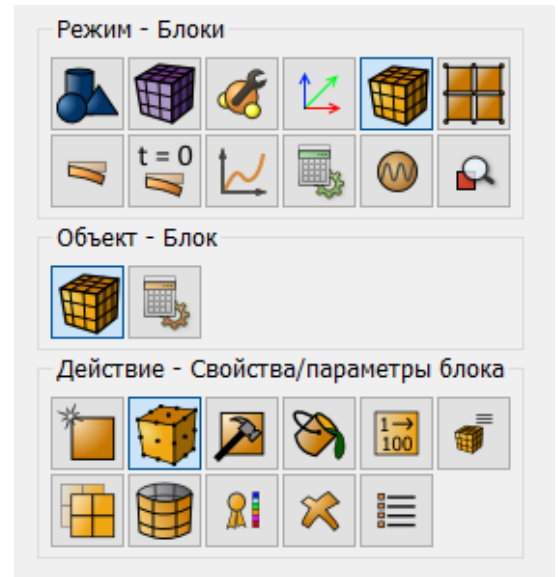 Режим - Блоки
t = 0
Объект - Блок
Действие - Свойства/параметры блока
1→
100